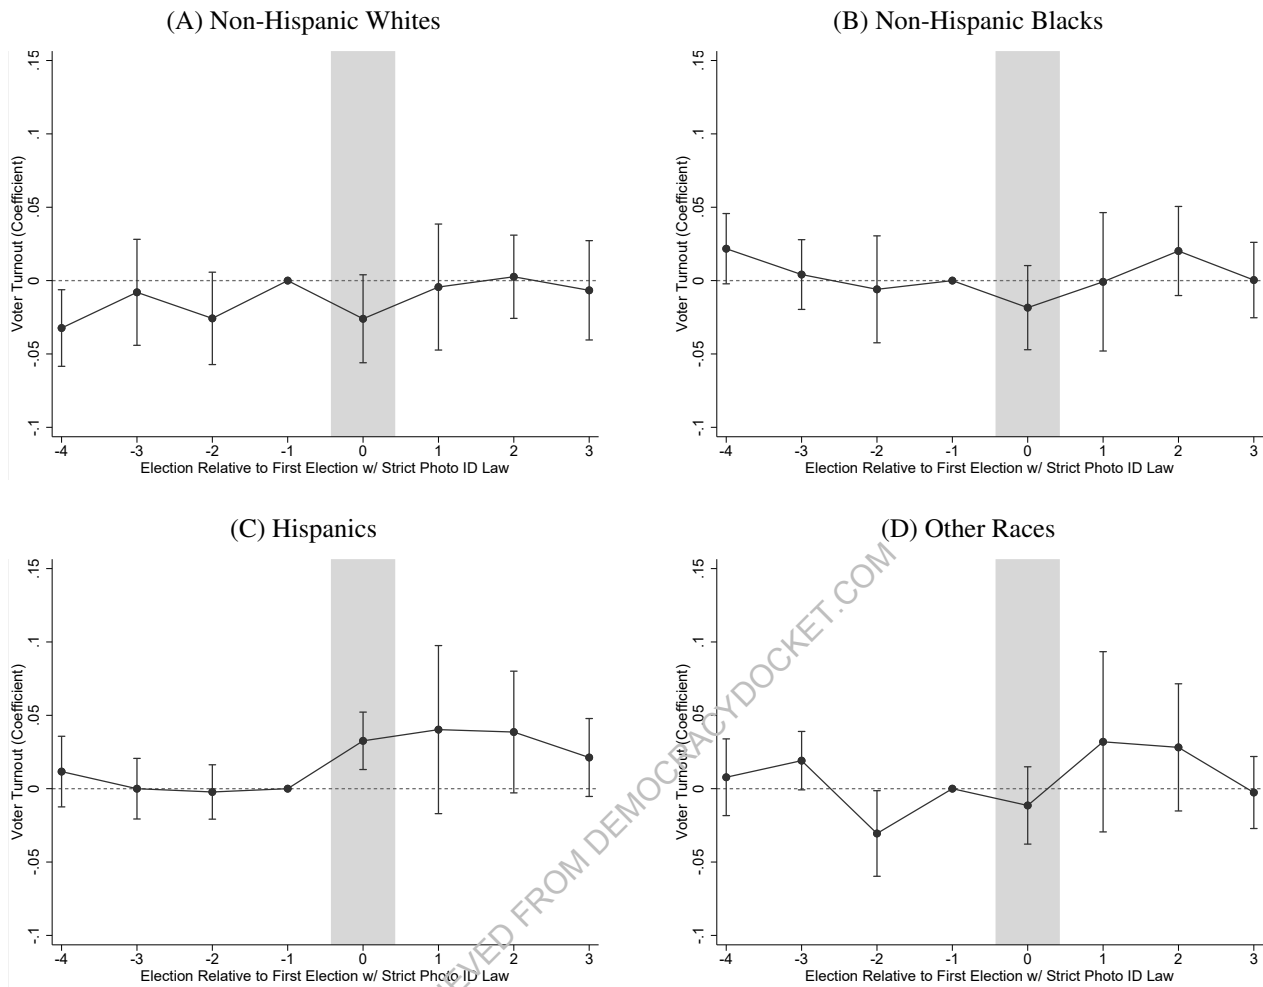 (A) Non-Hispanic Whites
.15
.1
.05
0
-.05
-.1
Voter Turnout (Coefficient)
-4 -3 -2 -1 0 1 2 3
Election Relative to First Election w/ Strict Photo ID Law
(B) Non-Hispanic Blacks
.15
.1
.05
0
-.05
-.1
Voter Turnout (Coefficient)
-4 -3 -2 -1 0 1 2 3
Election Relative to First Election w/ Strict Photo ID Law
(C) Hispanics
.15
.1
.05
0
-.05
-.1
Voter Turnout (Coefficient)
-4 -3 -2 -1 0 1 2 3
Election Relative to First Election w/ Strict Photo ID Law
(D) Other Races
.15
.1
.05
0
-.05
-.1
Voter Turnout (Coefficient)
-4 -3 -2 -1 0 1 2 3
Election Relative to First Election w/ Strict Photo ID Law
EVED FROM DEMOCRACYDOCKET.COM